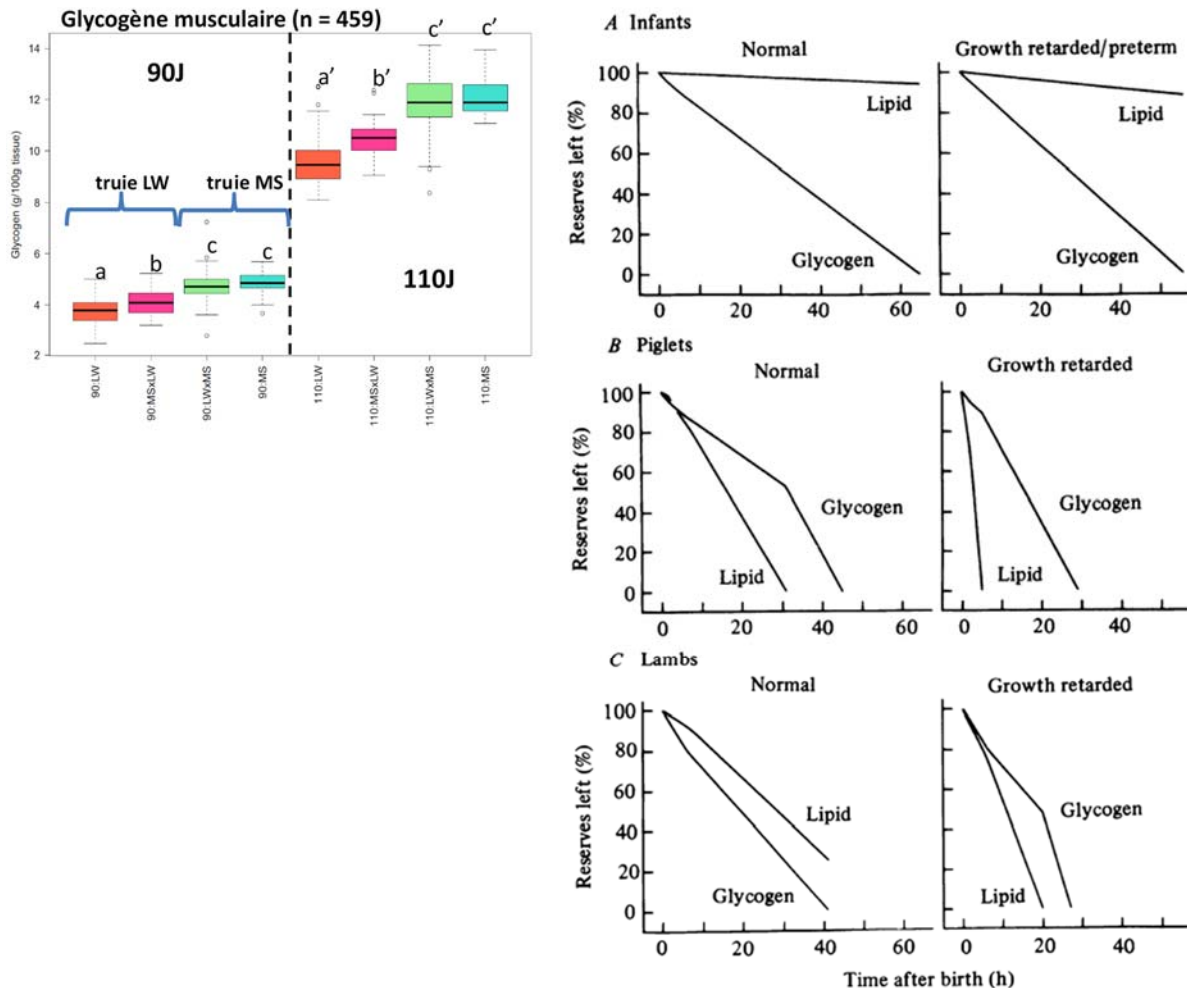 Glycogène musculaire (n = 459)
14
12
10
8
6
4
2
Glycogen (g/100g tissue)
90J
110J
truie LW
truie MS
a
b
c
c
a’
b’
c’
c’
90:LW
90:MSxLW
90:LWxMS
90:MS
110:LW
110:MSxLW
110:LWxMS
110:MS
A Infants
Normal
Growth retarded/preterm
Reserves left (%)
100
80
60
40
20
0
Lipid
Glycogen
Lipid
Glycogen
0 20 40 60
0 20 40
B Piglets
Normal
Growth retarded
Reserves left (%)
100
80
60
40
20
0
Glycogen
Lipid
Glycogen
Lipid
0 20 40 60
0 20 40
C Lambs
Normal
Growth retarded
Reserves left (%)
100
80
60
40
20
0
Lipid
Glycogen
Glycogen
Lipid
0 20 40 60
0 20 40
Time after birth (h)